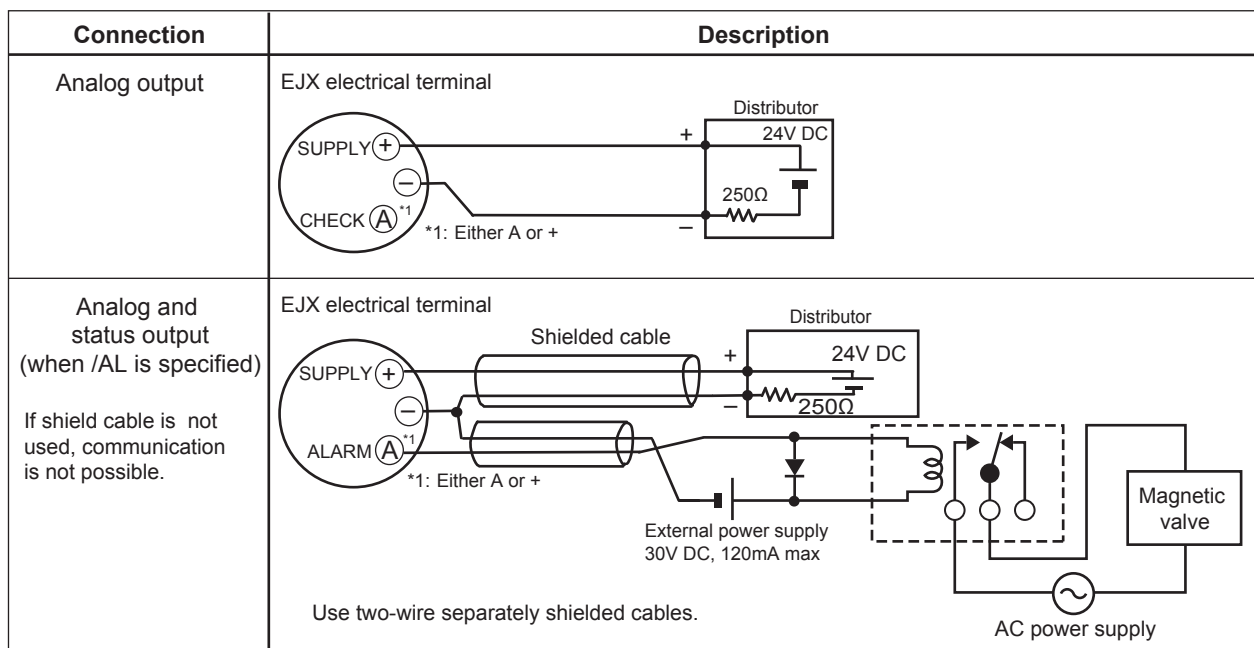 Connection
Description
Analog output
EJX electrical terminal
Distributor
24V DC
+
SUPPLY +
−
250Ω
CHECK A *1
*1: Either A or +
−
Analog and
status output
(when /AL is specified)
If shield cable is not
used, communication
is not possible.
EJX electrical terminal
Shielded cable
Distributor
+
24V DC
SUPPLY +
−
−
250Ω
ALARM A *1
*1: Either A or +
External power supply
30V DC, 120mA max
Magnetic
valve
Use two-wire separately shielded cables.
AC power supply